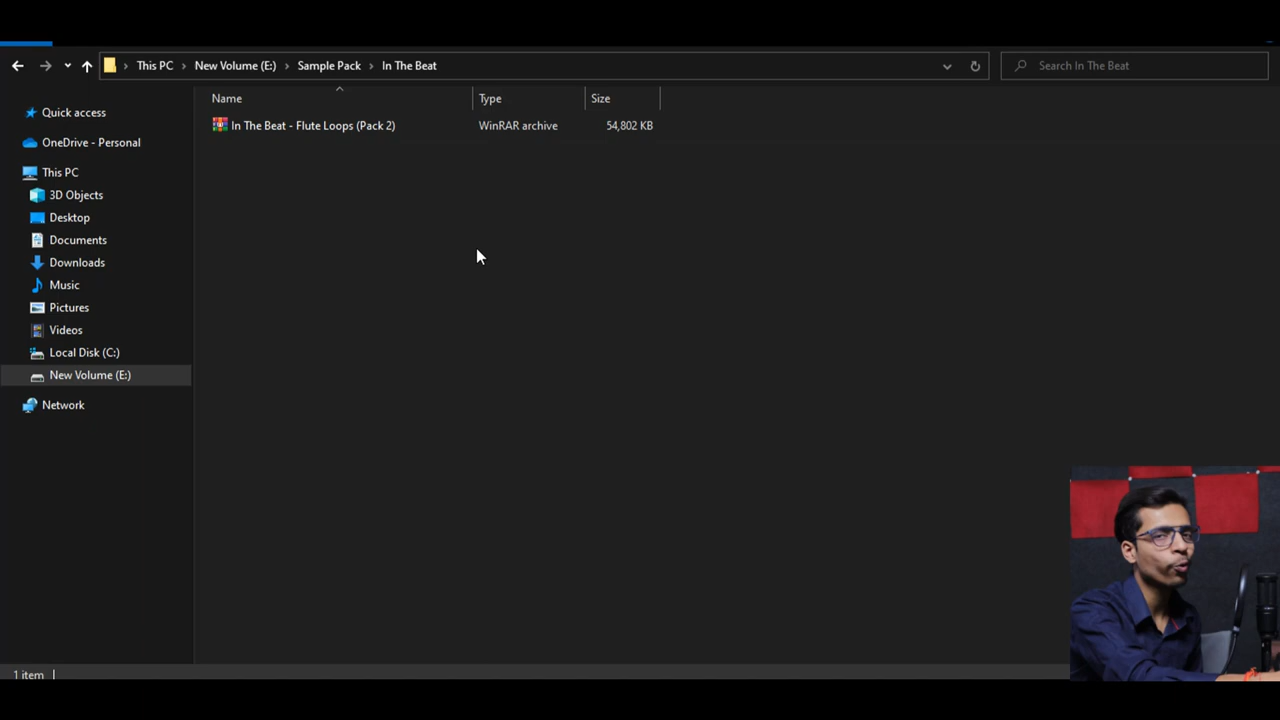 This PC > New Volume (E:) > Sample Pack > In The Beat
Search In The Beat
Name Type Size
In The Beat - Flute Loops (Pack 2) WinRAR archive 54,802 KB
Quick access
OneDrive - Personal
This PC
3D Objects
Desktop
Documents
Downloads
Music
Pictures
Videos
Local Disk (C:)
New Volume (E:)
Network
1 item